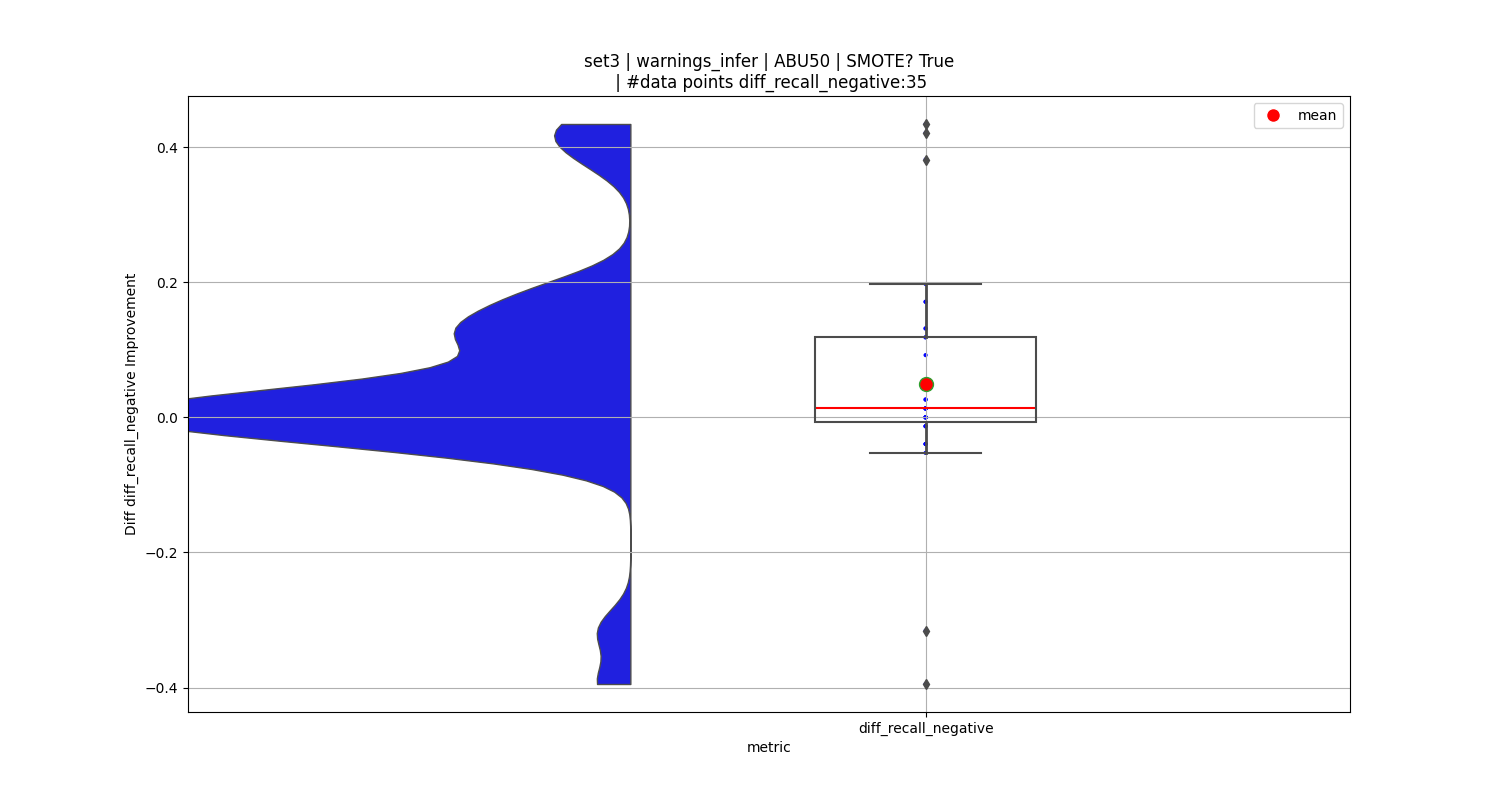 set3 | warnings_infer | ABU50 | SMOTE? True
| #data points diff_recall_negative:35
mean
0.4
0.2
0.0
−0.2
−0.4
Diff diff_recall_negative Improvement
diff_recall_negative
metric